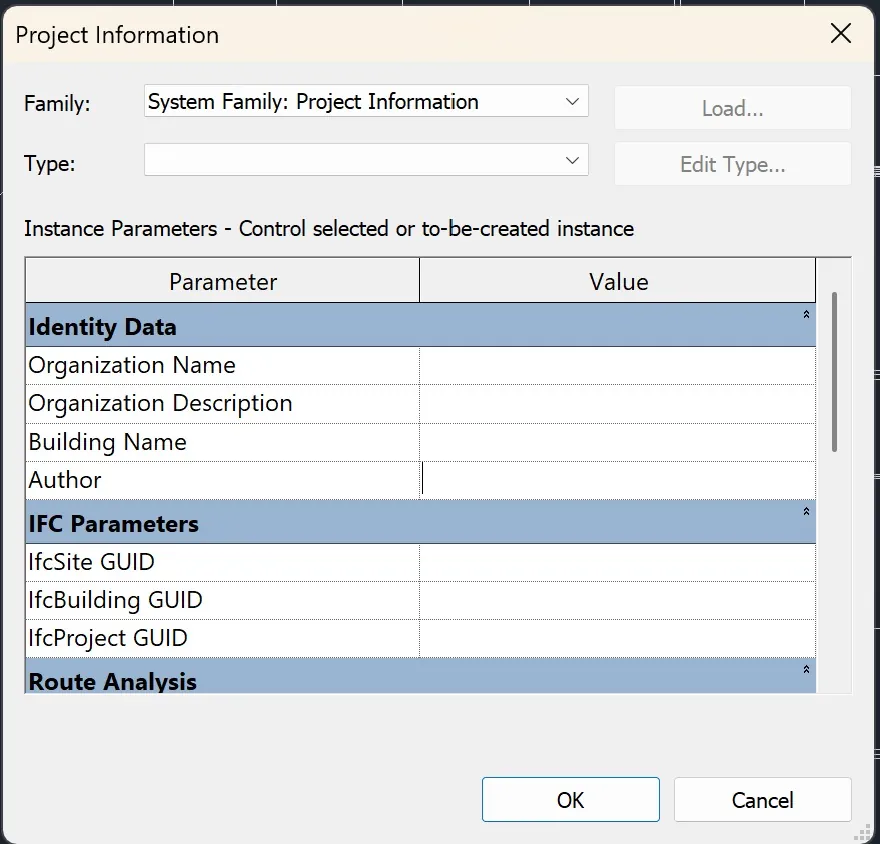 Project Information
Family:
System Family: Project Information
Load...
Type:
Edit Type...
Instance Parameters - Control selected or to-be-created instance
Parameter
Value
Identity Data
Organization Name
Organization Description
Building Name
Author
IFC Parameters
IfcSite GUID
IfcBuilding GUID
IfcProject GUID
Route Analysis
OK
Cancel